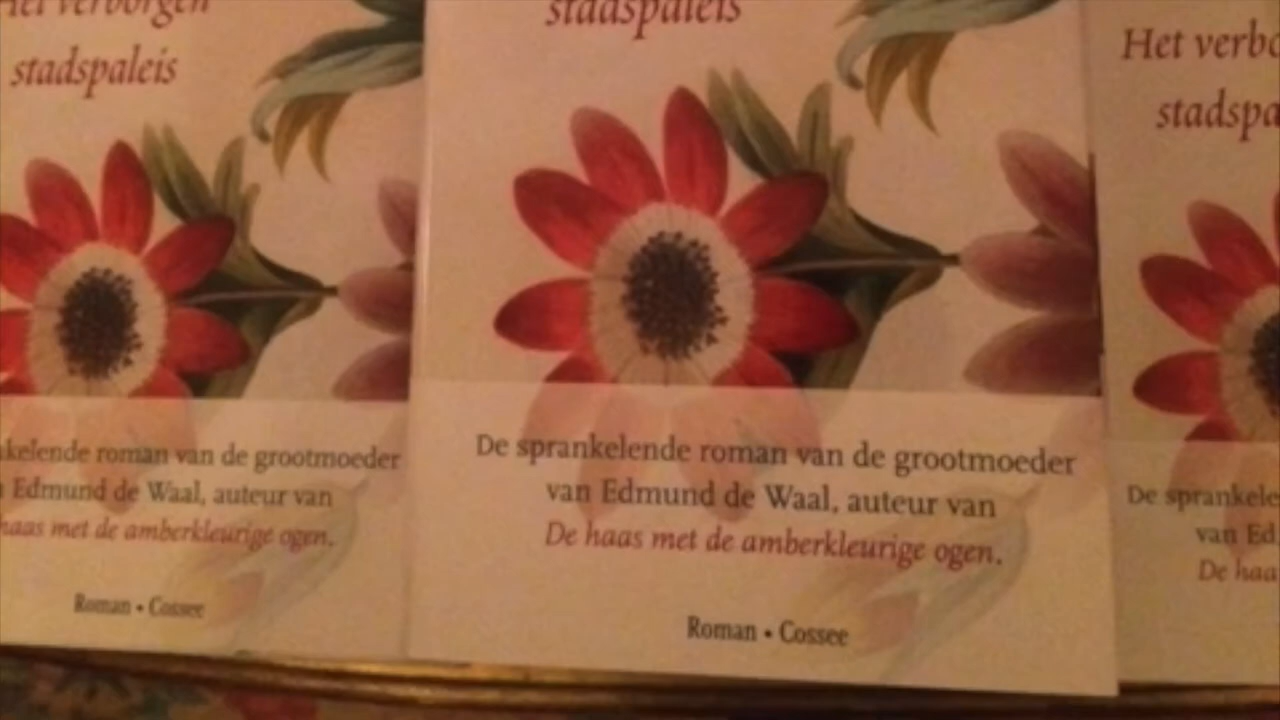 Het verborgen
stadspaleis
kelende roman van de grootmoeder
Edmund de Waal, auteur van
haas met de amberkleurige ogen.
Roman • Cossee
stadspaleis
De sprankelende roman van de grootmoeder
van Edmund de Waal, auteur van
De haas met de amberkleurige ogen.
Roman • Cossee
Het verbo
stadspa
De sprankele
van Ed
De haa